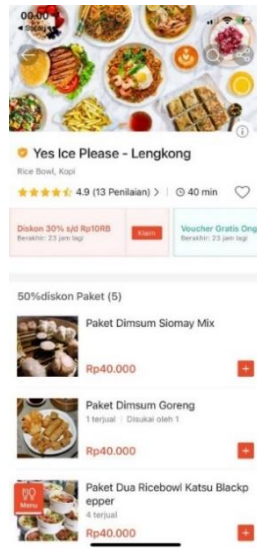 00.00
Yes Ice Please - Lengkong
Rice Bowl, Kopi
4.9 (13 Penilaian) > | 40 min
Diskon 30% s/d Rp10RB
Berakhir: 23 jam lagi
Klaim
Voucher Gratis Ong
Berakhir: 23 jam lagi
50%diskon Paket (5)
Paket Dimsum Siomay Mix
Rp40.000
Paket Dimsum Goreng
1 terjual | Disukai oleh 1
Rp40.000
Paket Dua Ricebowl Katsu Blackp
epper
4 terjual
Rp40.000
Menu